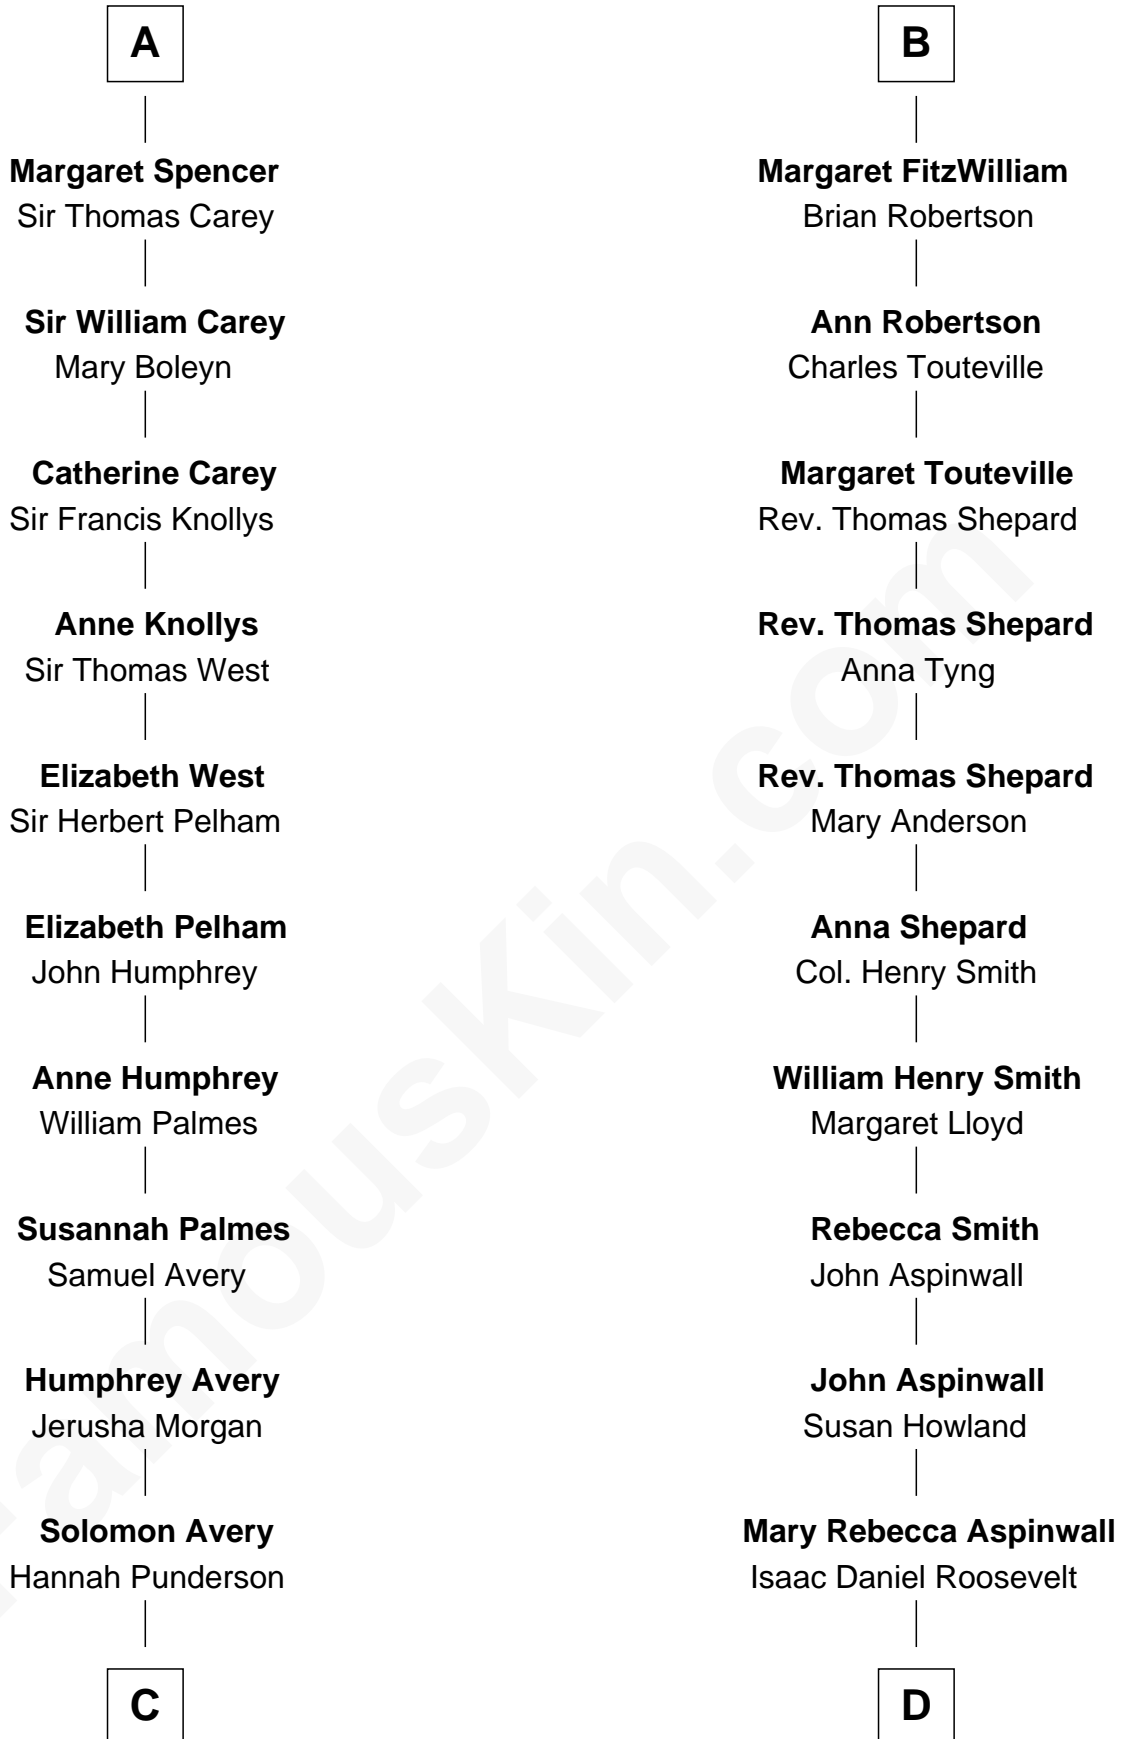 A
Margaret Spencer
Sir Thomas Carey
Sir William Carey
Mary Boleyn
Catherine Carey
Sir Francis Knollys
Anne Knollys
Sir Thomas West
Elizabeth West
Sir Herbert Pelham
Elizabeth Pelham
John Humphrey
Anne Humphrey
William Palmes
Susannah Palmes
Samuel Avery
Humphrey Avery
Jerusha Morgan
Solomon Avery
Hannah Punderson
C
B
Margaret FitzWilliam
Brian Robertson
Ann Robertson
Charles Touteville
Margaret Touteville
Rev. Thomas Shepard
Rev. Thomas Shepard
Anna Tyng
Rev. Thomas Shepard
Mary Anderson
Anna Shepard
Col. Henry Smith
William Henry Smith
Margaret Lloyd
Rebecca Smith
John Aspinwall
John Aspinwall
Susan Howland
Mary Rebecca Aspinwall
Isaac Daniel Roosevelt
D
FamousKin.com